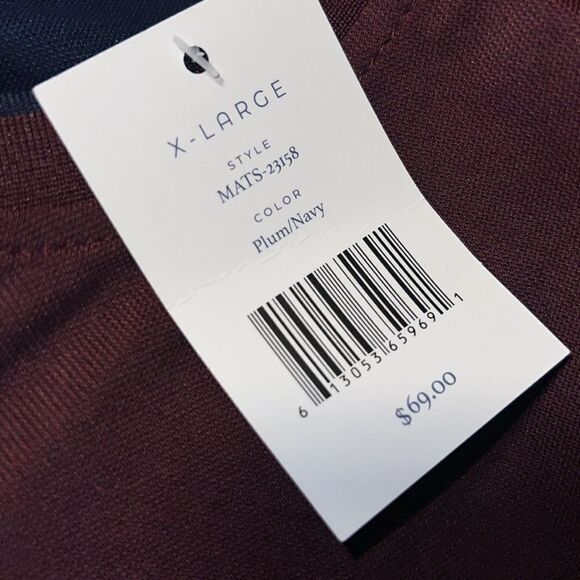 X-LARGE
STYLE
MATS-23158
COLOR
Plum/Navy
6 13053 65969 1
$69.00